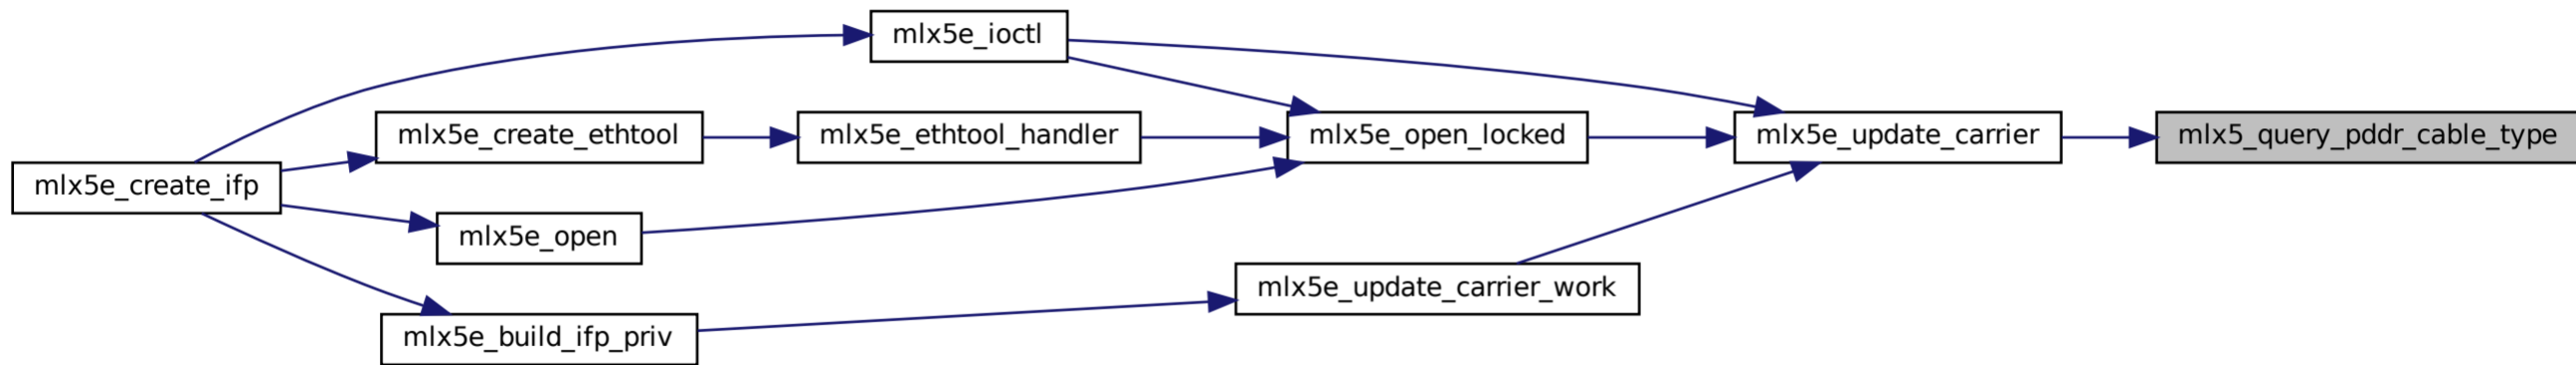 mlx5e_ioctl
mlx5e_create_ethtool
mlx5e_ethtool_handler
mlx5e_open_locked
mlx5e_update_carrier
mlx5_query_pddr_cable_type
mlx5e_create_ifp
mlx5e_open
mlx5e_update_carrier_work
mlx5e_build_ifp_priv